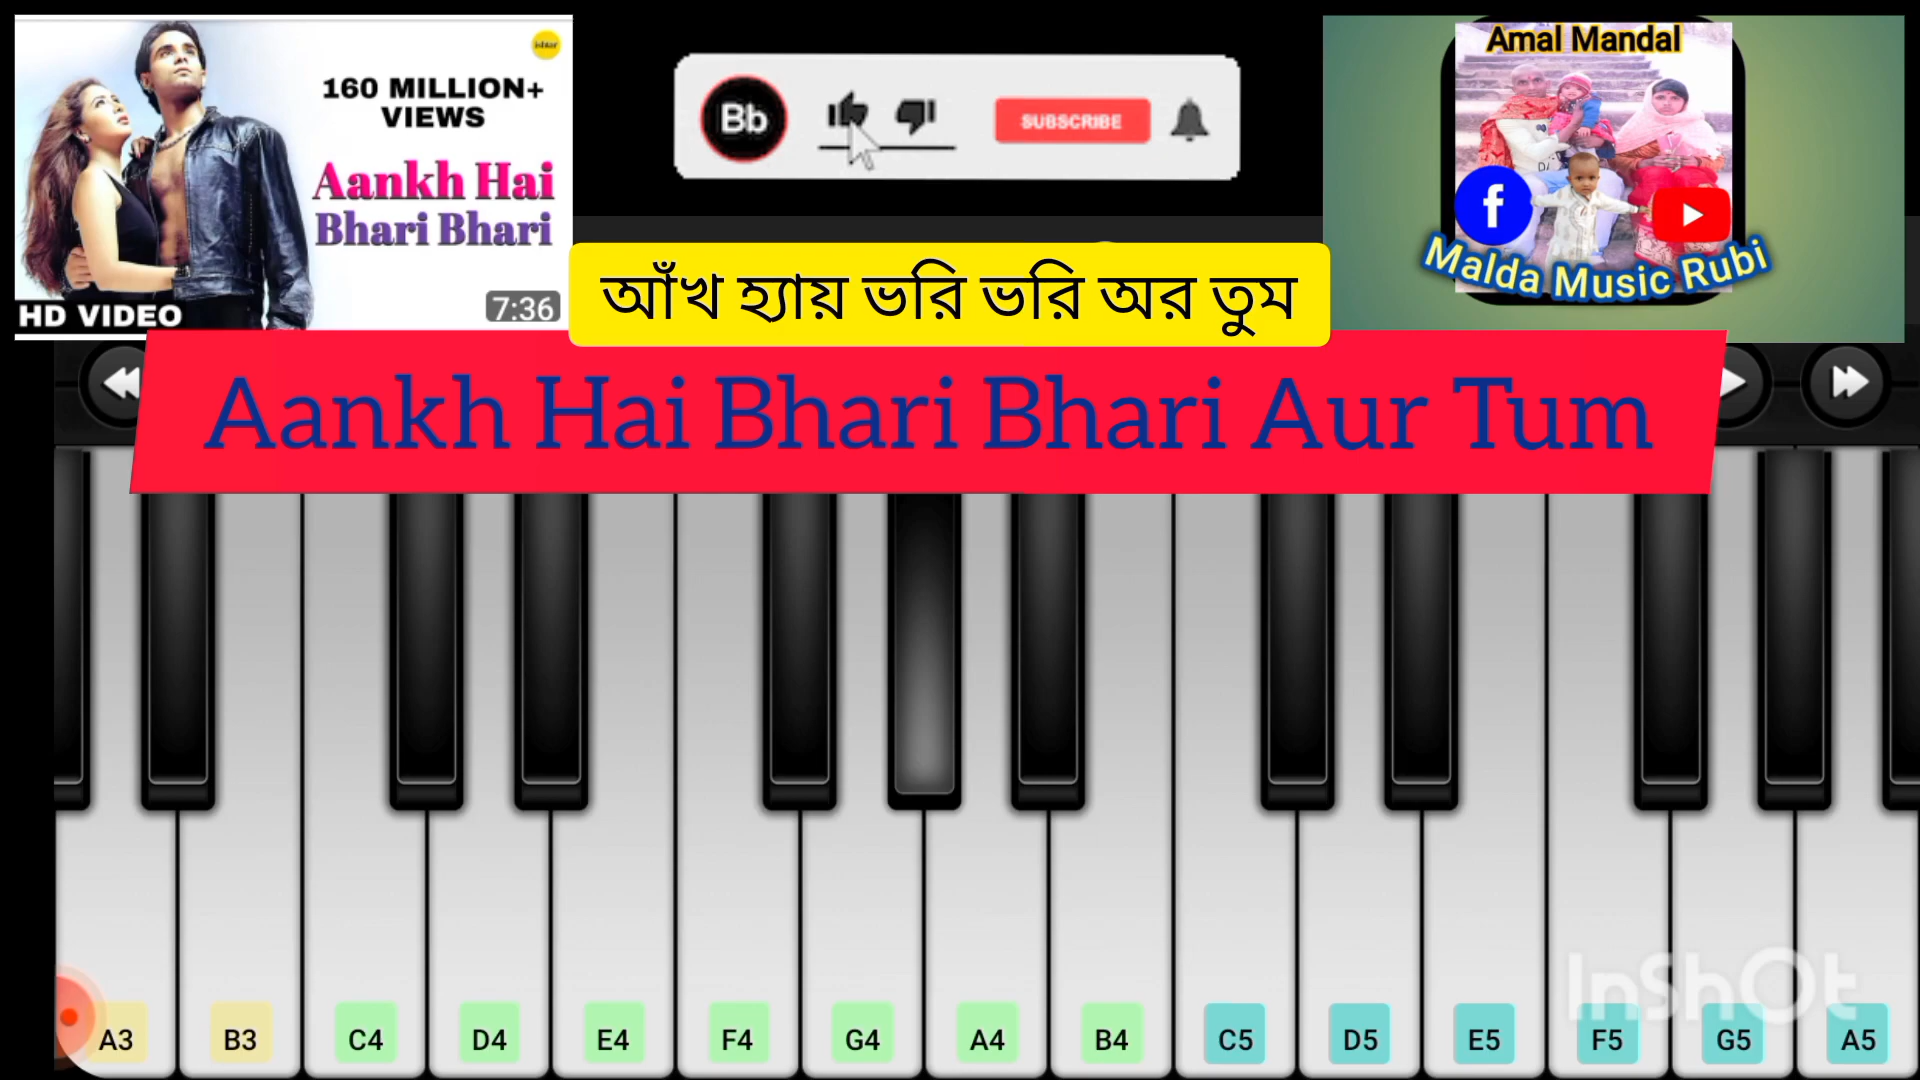 ishtar
160 MILLION+
VIEWS
Aankh Hai
Bhari Bhari
HD VIDEO
7:36
Bb
SUBSCRIBE
Amal Mandal
f
Malda Music Rubi
আঁখ হ্যায় ভরি ভরি অর তুম
Aankh Hai Bhari Bhari Aur Tum
InShOt
A3 B3 C4 D4 E4 F4 G4 A4 B4 C5 D5 E5 F5 G5 A5